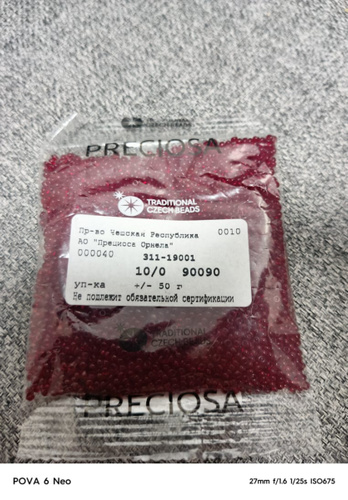 PRECIOSA
TRADITIONAL
CZECH BEADS
Пр-во Чешская Республика 0010
АО "Прециоса Орнела"
000040 311-19001
10/0 90090
уп-ка +/- 50 г
Не подлежит обязательной сертификации
TRADITIONAL
CZECH BEADS
PRECIOSA
POVA 6 Neo
27mm f/1.6 1/25s ISO675